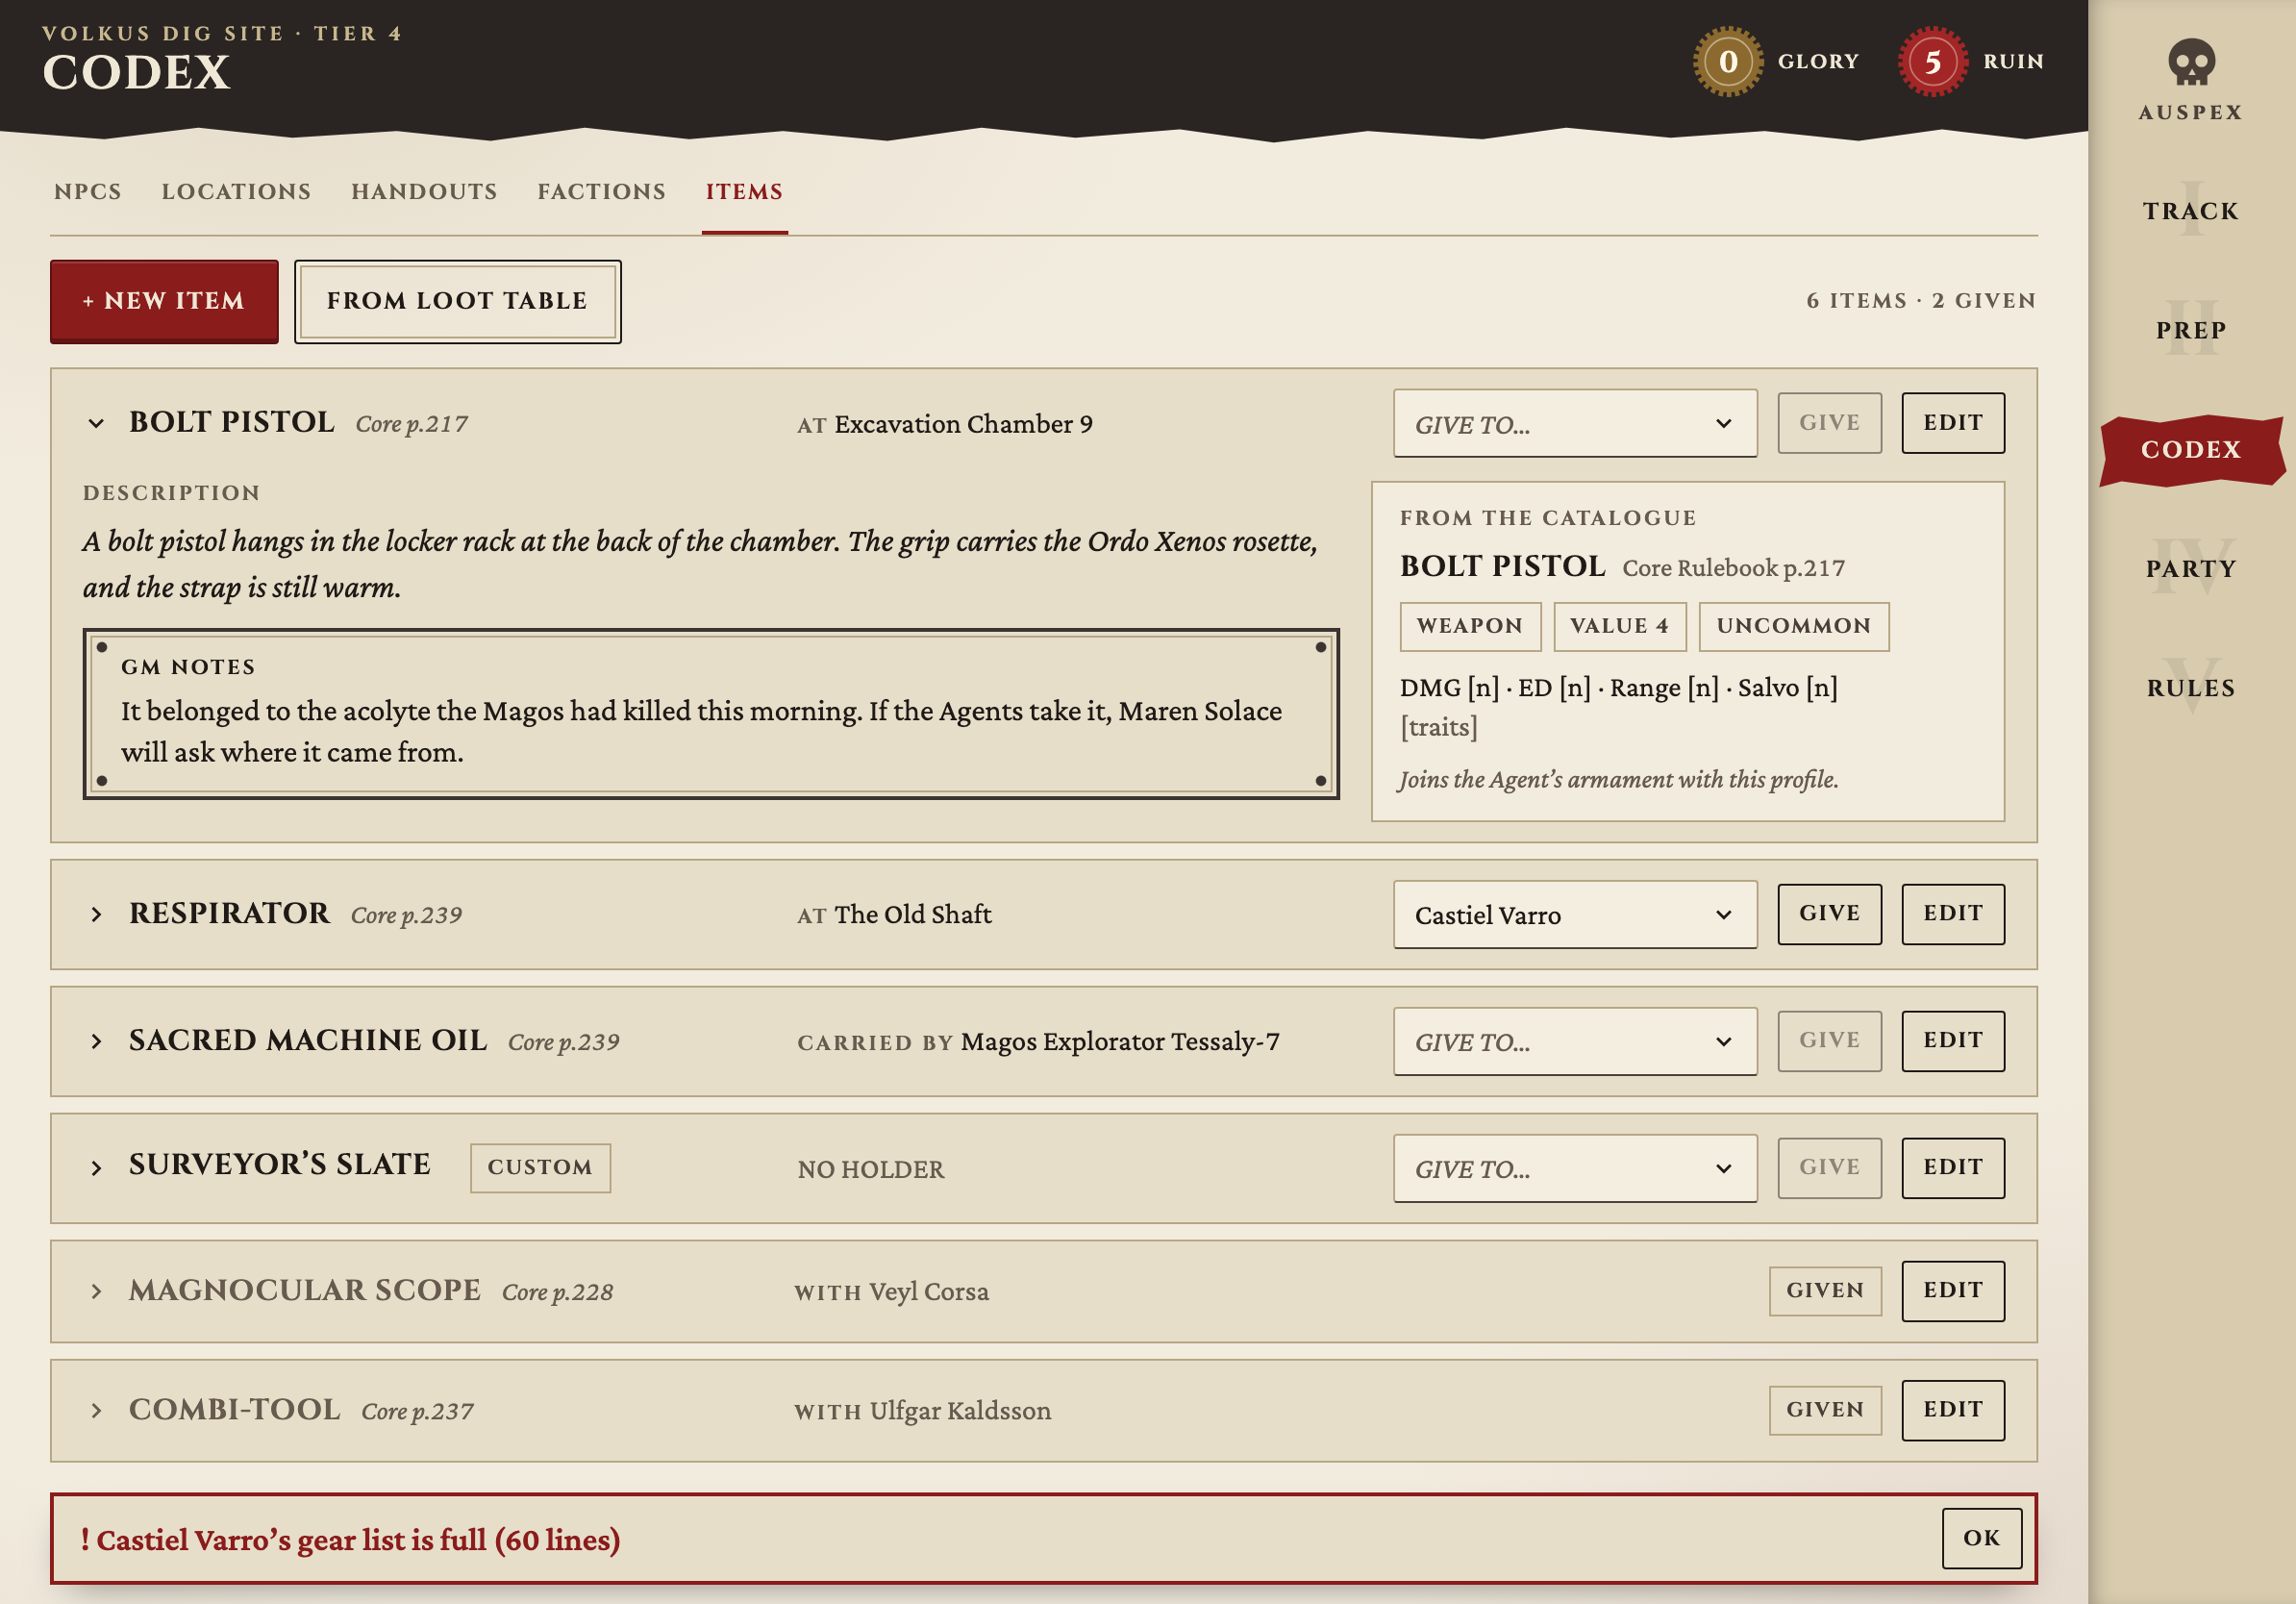 VOLKUS DIG SITE · TIER 4
CODEX
0 GLORY
5 RUIN
NPCS LOCATIONS HANDOUTS FACTIONS ITEMS
+ NEW ITEM
FROM LOOT TABLE
6 ITEMS · 2 GIVEN
BOLT PISTOL Core p.217
AT Excavation Chamber 9
GIVE TO...
GIVE
EDIT
DESCRIPTION
A bolt pistol hangs in the locker rack at the back of the chamber. The grip carries the Ordo Xenos rosette,
and the strap is still warm.
GM NOTES
It belonged to the acolyte the Magos had killed this morning. If the Agents take it, Maren Solace
will ask where it came from.
FROM THE CATALOGUE
BOLT PISTOL Core Rulebook p.217
WEAPON
VALUE 4
UNCOMMON
DMG [n] · ED [n] · Range [n] · Salvo [n]
[traits]
Joins the Agent’s armament with this profile.
RESPIRATOR Core p.239
AT The Old Shaft
Castiel Varro
GIVE
EDIT
SACRED MACHINE OIL Core p.239
CARRIED BY Magos Explorator Tessaly-7
GIVE TO...
GIVE
EDIT
SURVEYOR’S SLATE
CUSTOM
NO HOLDER
GIVE TO...
GIVE
EDIT
MAGNOCULAR SCOPE Core p.228
WITH Veyl Corsa
GIVEN
EDIT
COMBI-TOOL Core p.237
WITH Ulfgar Kaldsson
GIVEN
EDIT
! Castiel Varro’s gear list is full (60 lines)
OK
AUSPEX
I
TRACK
II
PREP
CODEX
IV
PARTY
V
RULES